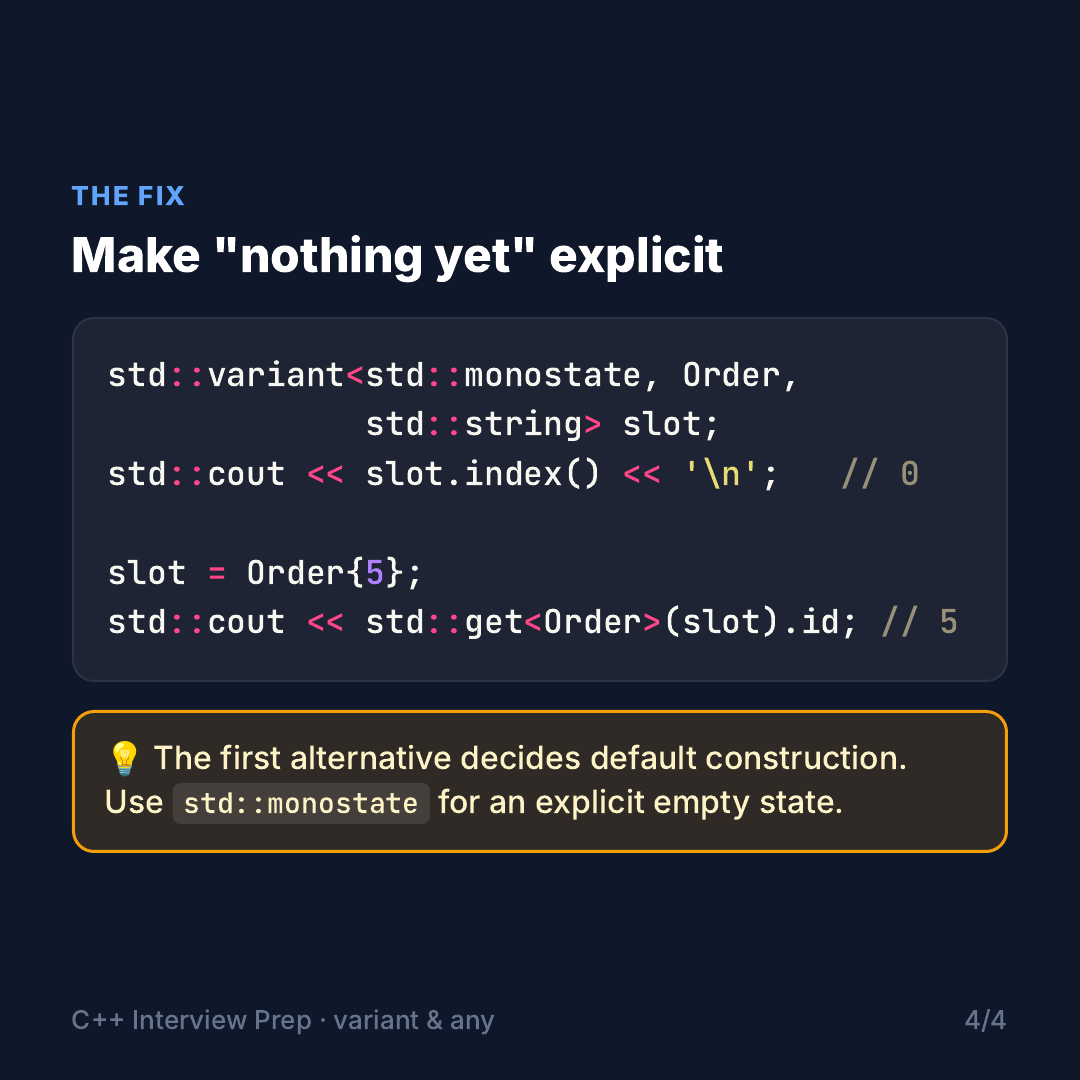 THE FIX
Make "nothing yet" explicit
std::variant<std::monostate, Order,
             std::string> slot;
std::cout << slot.index() << '\n';   // 0
slot = Order{5};
std::cout << std::get<Order>(slot).id; // 5
💡 The first alternative decides default construction.
Use std::monostate for an explicit empty state.
C++ Interview Prep · variant & any
4/4